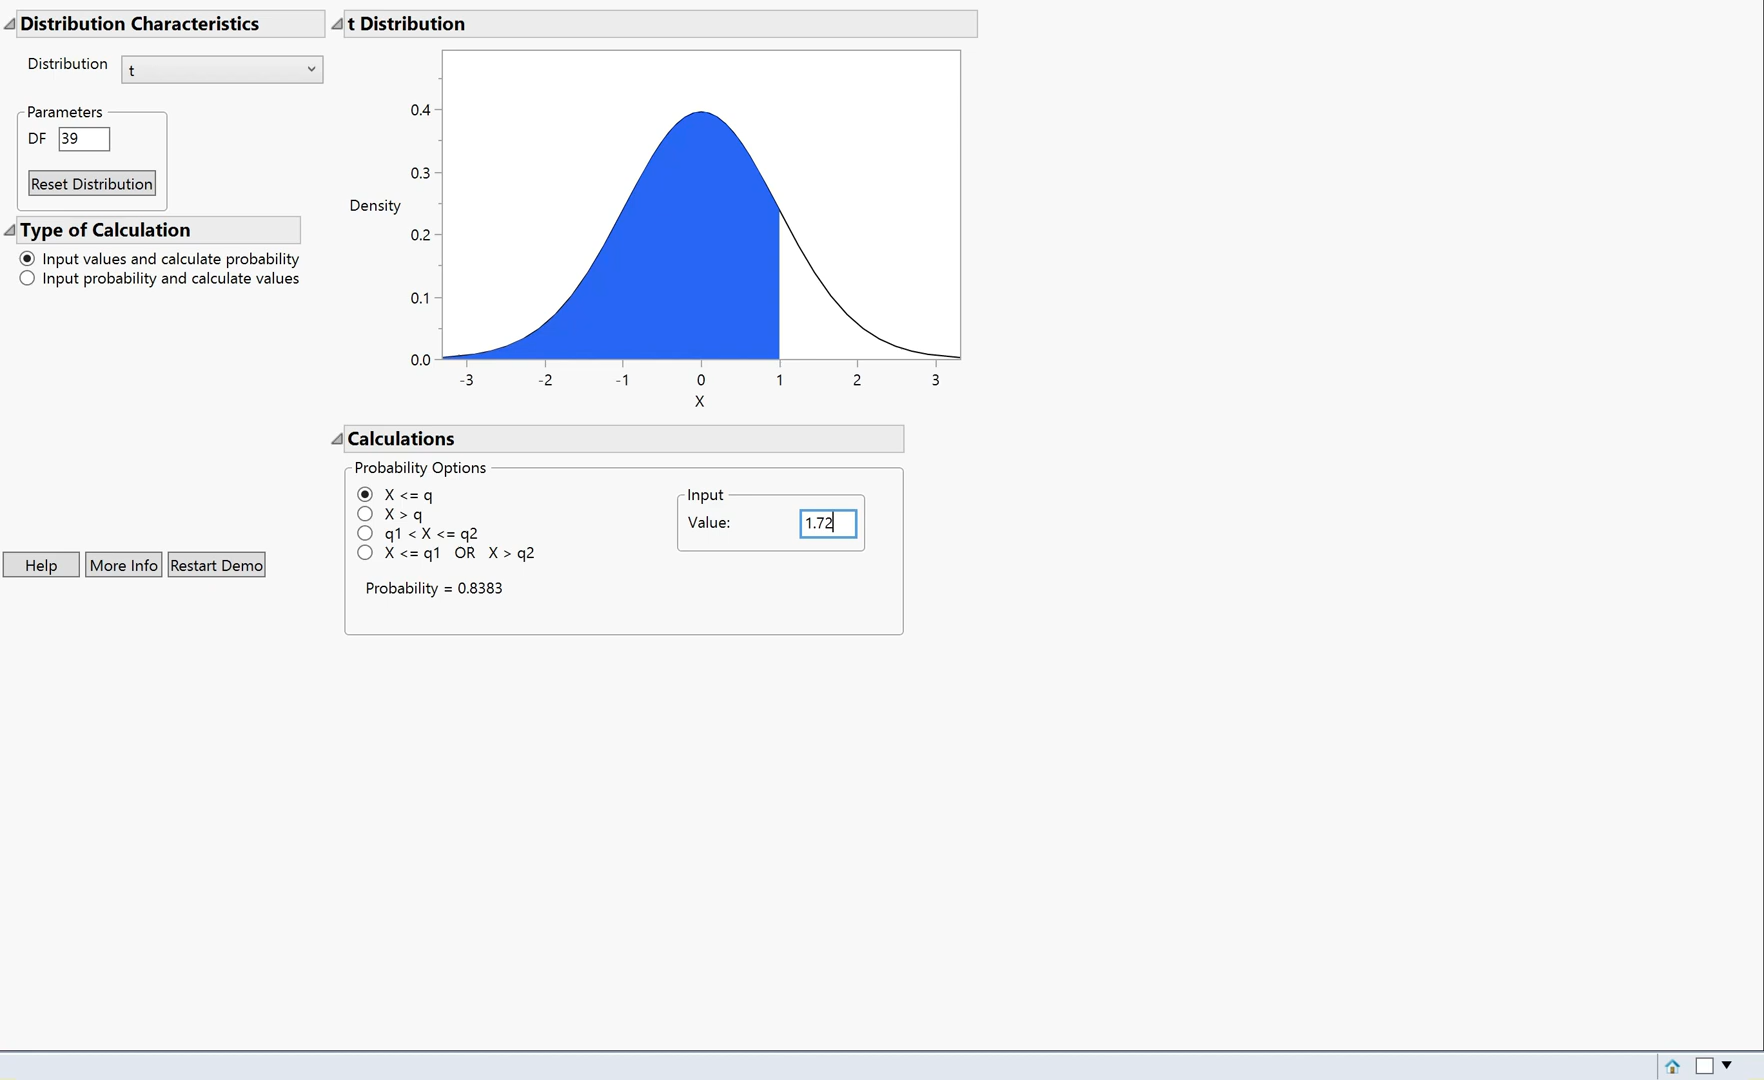 Distribution Characteristics
Distribution t
Parameters
DF 39
Reset Distribution
Type of Calculation
Input values and calculate probability
Input probability and calculate values
Help More Info Restart Demo
t Distribution
Density
0.4
0.3
0.2
0.1
0.0
-3 -2 -1 0 1 2 3
X
Calculations
Probability Options
X <= q
X > q
q1 < X <= q2
X <= q1 OR X > q2
Input
Value: 1.72
Probability = 0.8383